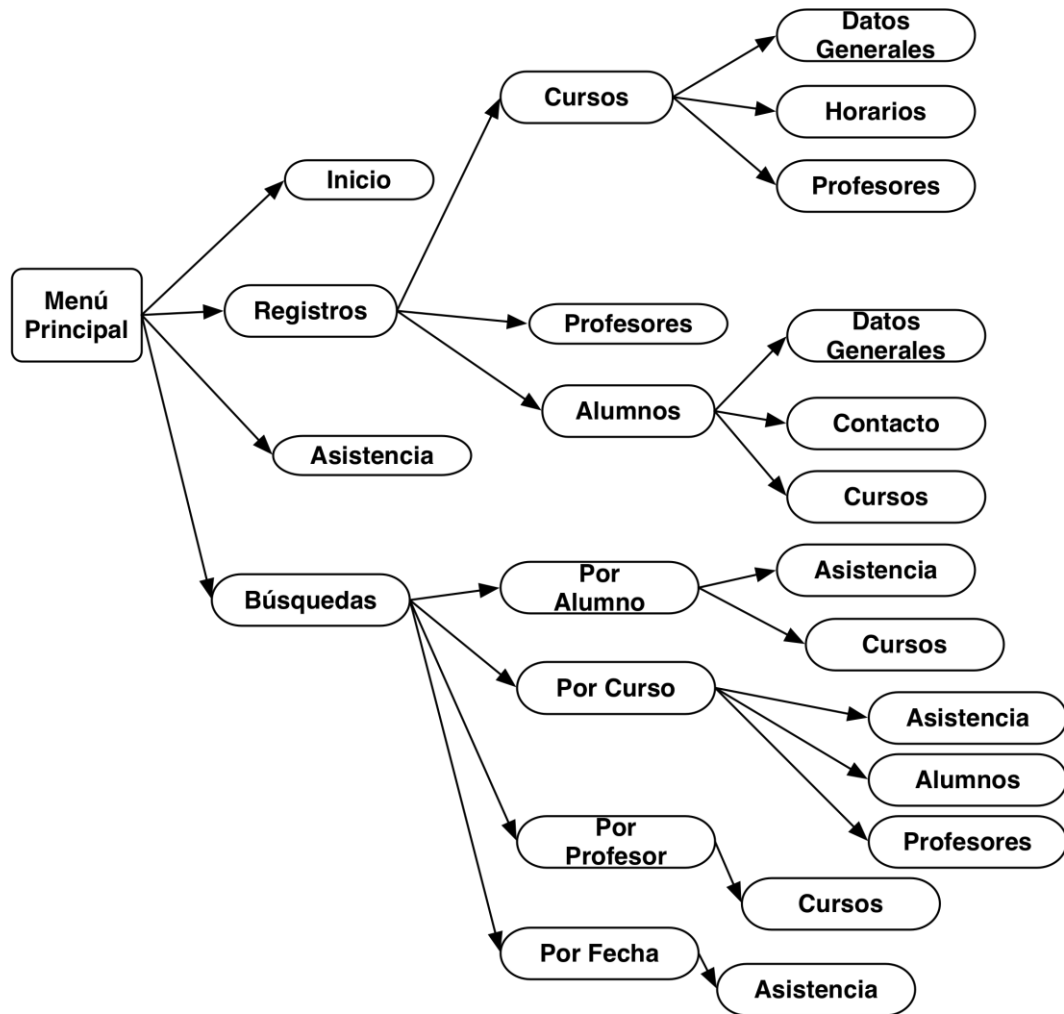 Datos
Generales
Cursos
Horarios
Profesores
Inicio
Menú
Principal
Registros
Profesores
Datos
Generales
Alumnos
Contacto
Asistencia
Cursos
Búsquedas
Por
Alumno
Asistencia
Cursos
Por Curso
Asistencia
Alumnos
Profesores
Por
Profesor
Cursos
Por Fecha
Asistencia